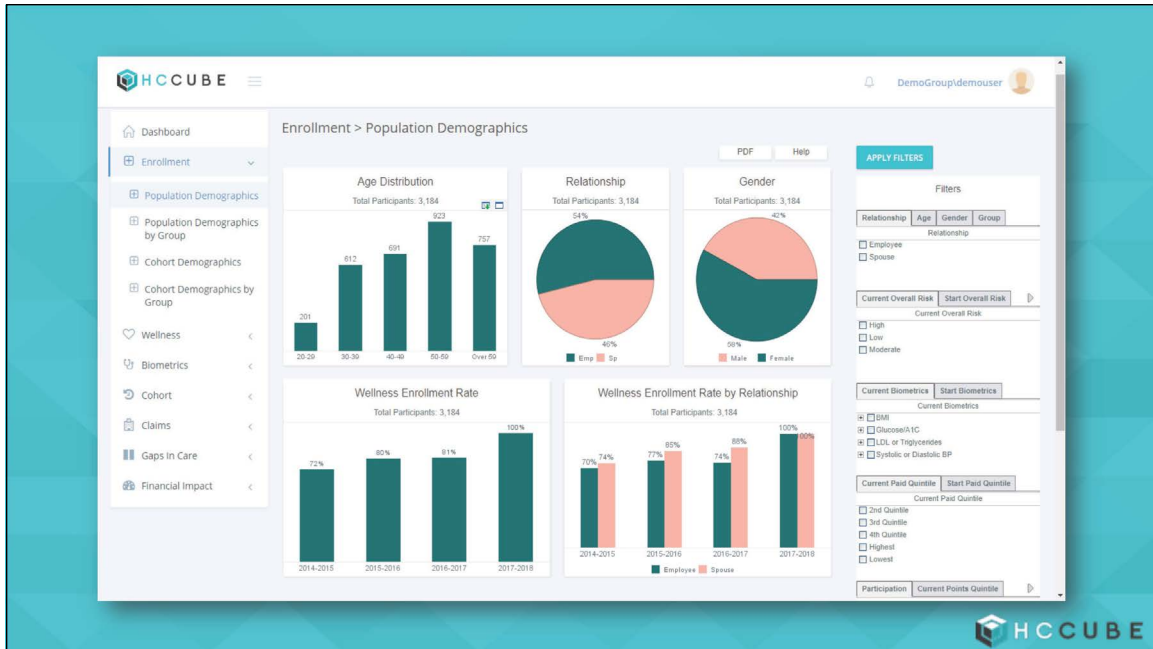 HCCUBE
DemoGroup\demouser
Dashboard
Enrollment
Population Demographics
Population Demographics
by Group
Cohort Demographics
Cohort Demographics by
Group
Wellness
Biometrics
Cohort
Claims
Gaps In Care
Financial Impact
Enrollment > Population Demographics
PDF
Help
Age Distribution
Total Participants: 3,184
201
612
691
923
757
20-29
30-39
40-49
50-59
Over 59
Relationship
Total Participants: 3,184
54%
46%
Emp Sp
Gender
Total Participants: 3,184
42%
58%
Male Female
Wellness Enrollment Rate
Total Participants: 3,184
72%
80%
81%
100%
2014-2015
2015-2016
2016-2017
2017-2018
Wellness Enrollment Rate by Relationship
Total Participants: 3,184
70% 74%
77% 85%
74% 88%
100% 100%
2014-2015
2015-2016
2016-2017
2017-2018
Employee Spouse
APPLY FILTERS
Filters
Relationship Age Gender Group
Relationship
Employee
Spouse
Current Overall Risk Start Overall Risk
Current Overall Risk
High
Low
Moderate
Current Biometrics Start Biometrics
Current Biometrics
BMI
Glucose/A1C
LDL or Triglycerides
Systolic or Diastolic BP
Current Paid Quintile Start Paid Quintile
Current Paid Quintile
2nd Quintile
3rd Quintile
4th Quintile
Highest
Lowest
Participation Current Points Quintile
HCCUBE